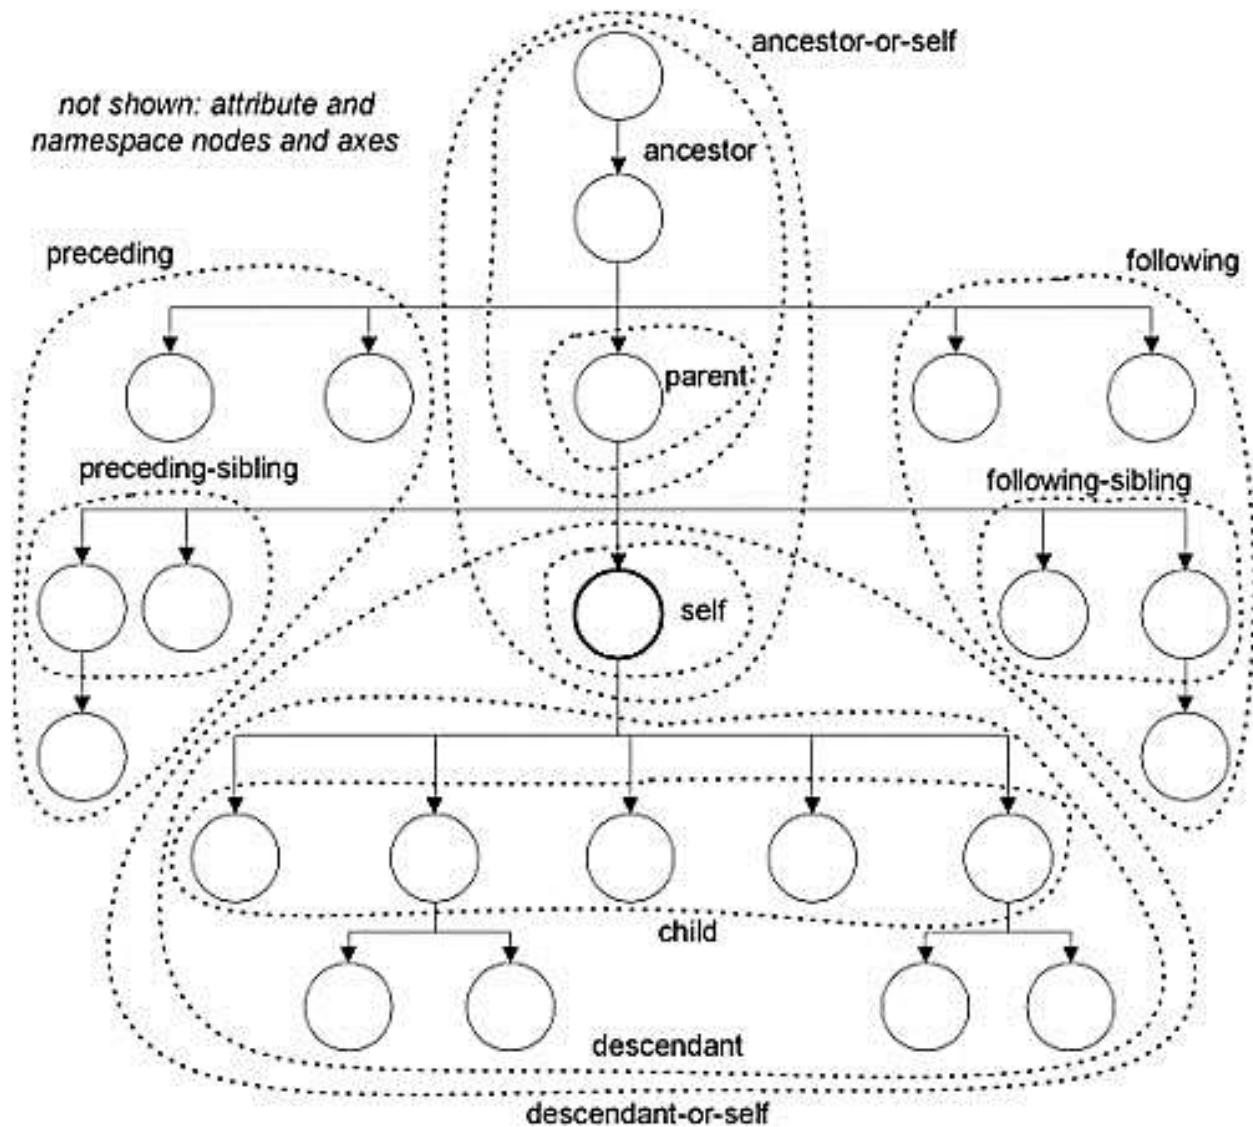 ancestor-or-self
not shown: attribute and
namespace nodes and axes
ancestor
preceding
following
parent
preceding-sibling
following-sibling
self
child
descendant
descendant-or-self